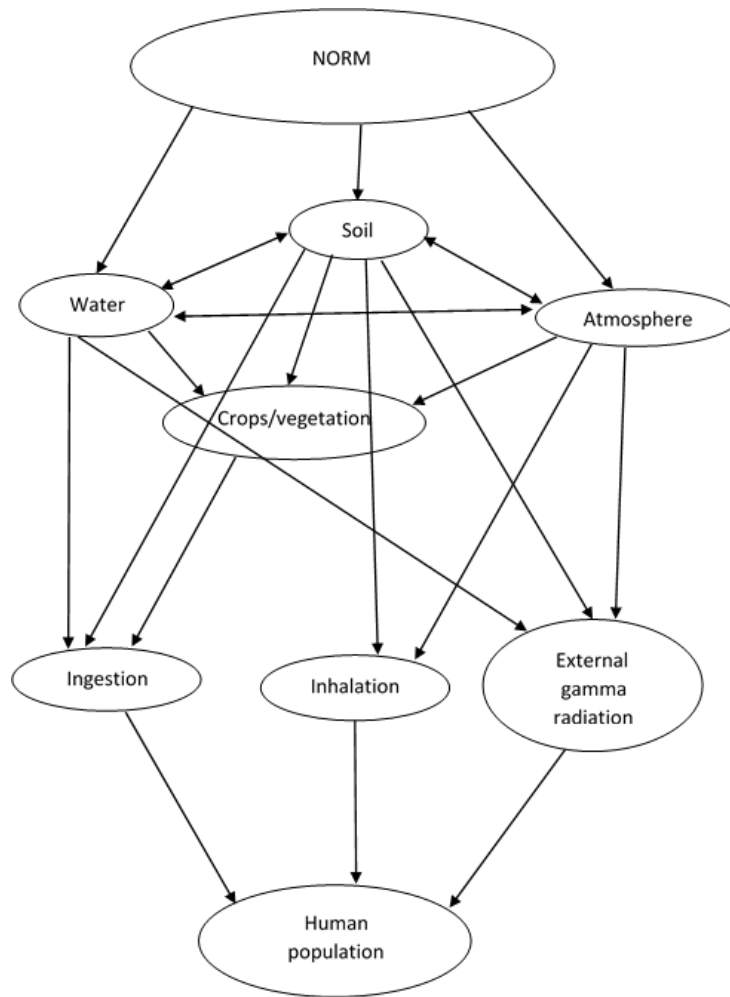 NORM
Soil
Water
Atmosphere
Crops/vegetation
Ingestion
Inhalation
External
gamma
radiation
Human
population